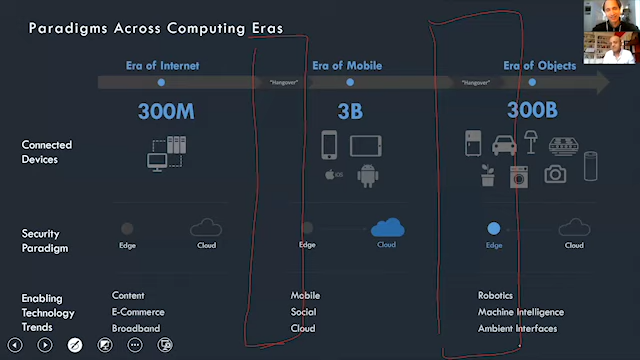 Paradigms Across Computing Eras
Era of Internet
Era of Mobile
Era of Objects
"Hangover"
"Hangover"
300M
3B
300B
Connected
Devices
iOS
Security
Paradigm
Edge
Cloud
Edge
Cloud
Edge
Cloud
Enabling
Technology
Trends
Content
E-Commerce
Broadband
Mobile
Social
Cloud
Robotics
Machine Intelligence
Ambient Interfaces